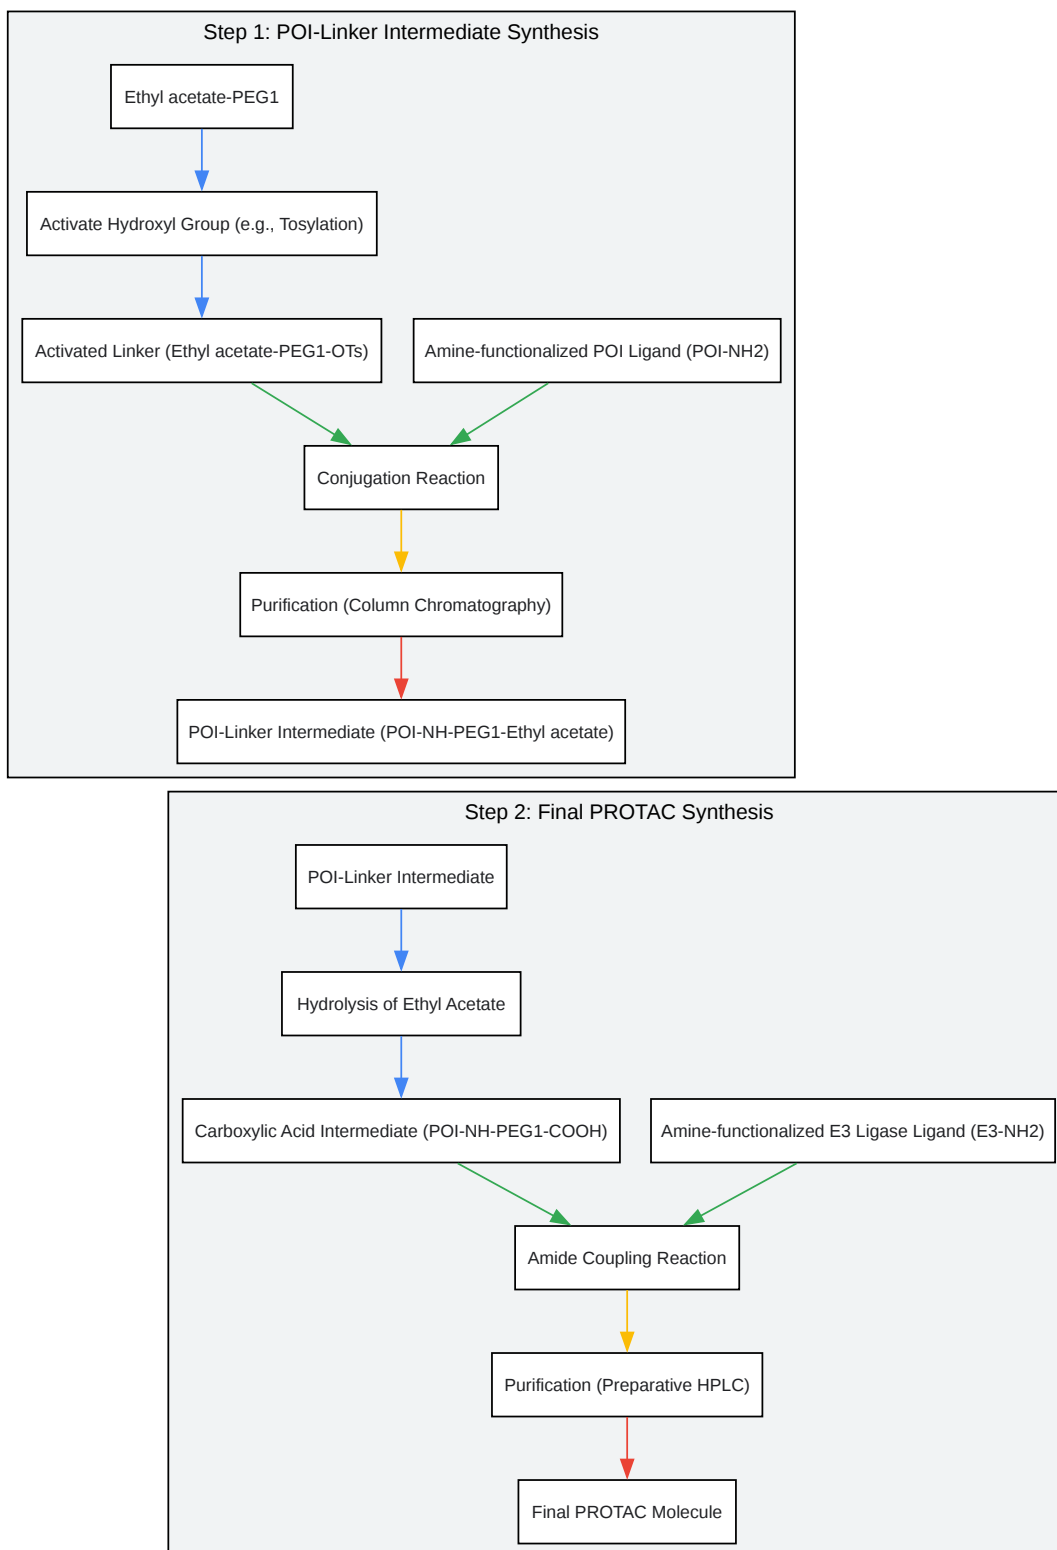 Step 1: POI-Linker Intermediate Synthesis
Ethyl acetate-PEG1
Activate Hydroxyl Group (e.g., Tosylation)
Activated Linker (Ethyl acetate-PEG1-OTs)
Amine-functionalized POI Ligand (POI-NH2)
Conjugation Reaction
Purification (Column Chromatography)
POI-Linker Intermediate (POI-NH-PEG1-Ethyl acetate)
Step 2: Final PROTAC Synthesis
POI-Linker Intermediate
Hydrolysis of Ethyl Acetate
Carboxylic Acid Intermediate (POI-NH-PEG1-COOH)
Amine-functionalized E3 Ligase Ligand (E3-NH2)
Amide Coupling Reaction
Purification (Preparative HPLC)
Final PROTAC Molecule